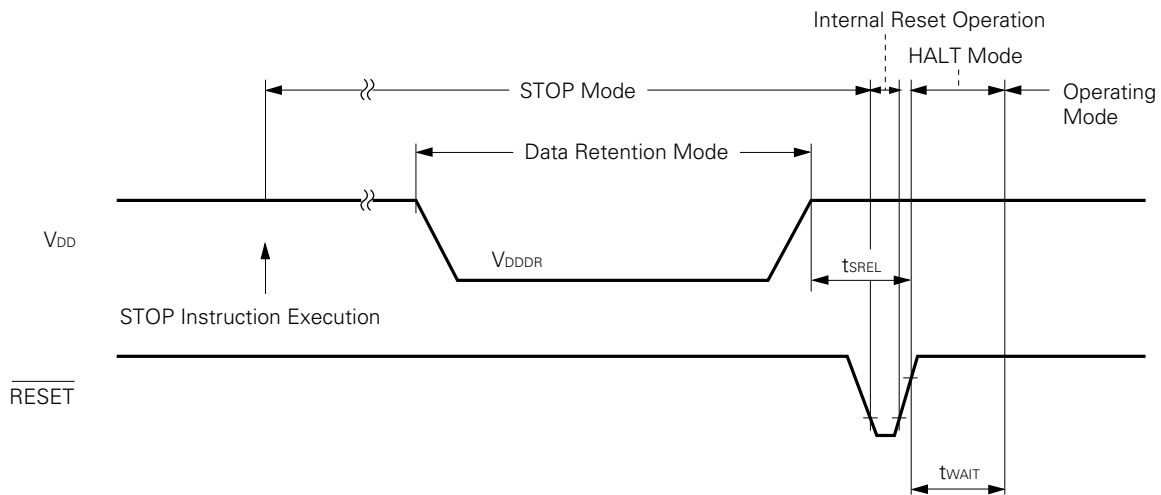 Internal Reset Operation
HALT Mode
STOP Mode
Operating
Mode
Data Retention Mode
VDD
VDDDR
tSREL
STOP Instruction Execution
RESET
tWAIT